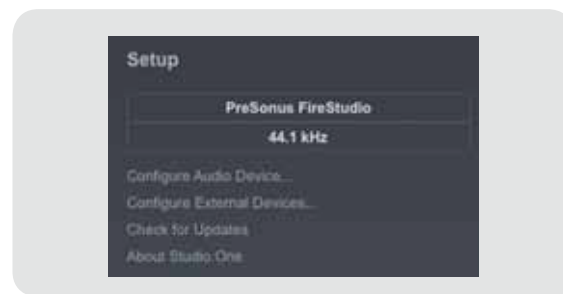 Setup
PreSonus FireStudio
44.1 kHz
Configure Audio Device...
Configure External Devices...
Check for Updates
About Studio One